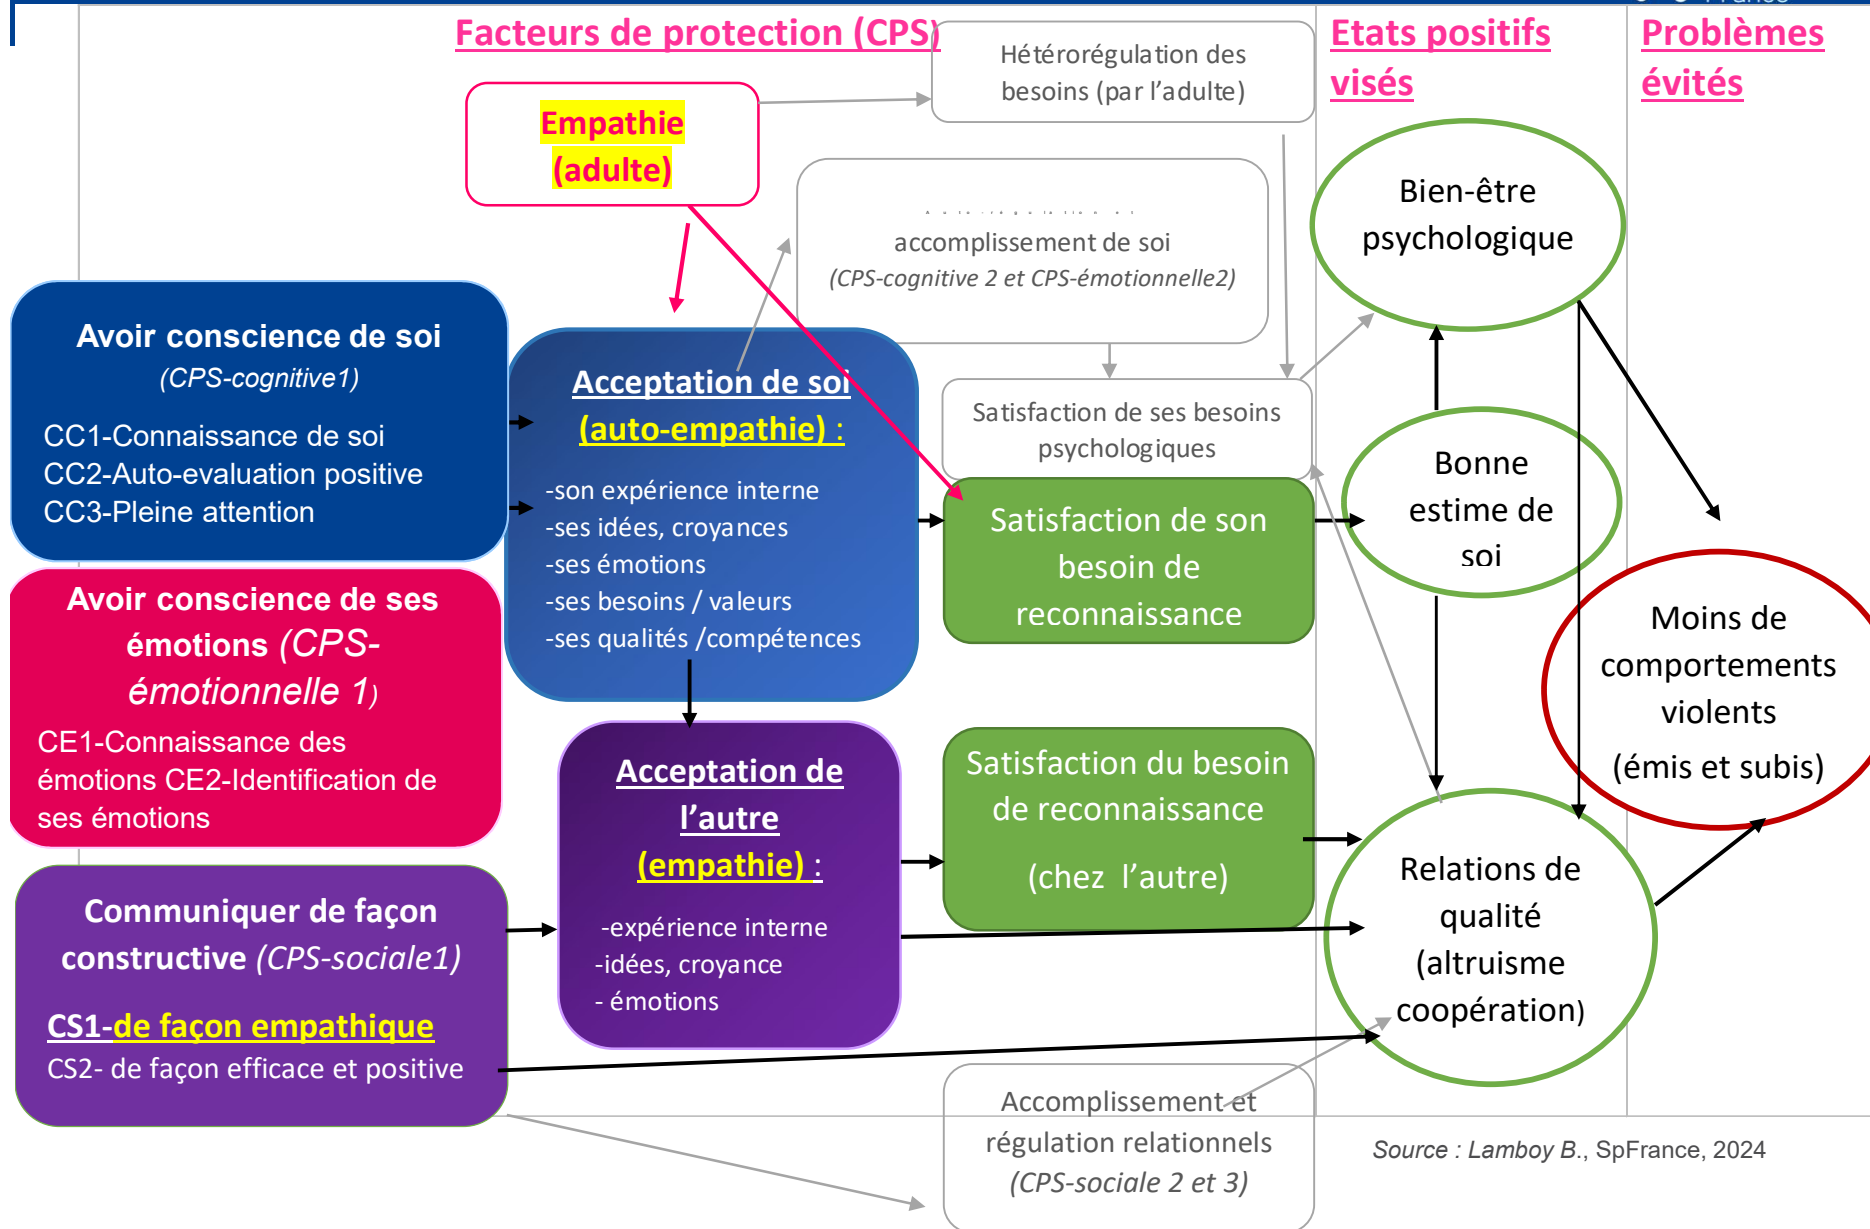 France
Facteurs de protection (CPS)
Etats positifs
visés
Problèmes
évités
Hétérorégulation des
besoins (par l'adulte)
Empathie
(adulte)
accomplissement de soi
(CPS-cognitive 2 et CPS-émotionnelle2)
Bien-être
psychologique
Avoir conscience de soi
(CPS-cognitive1)
CC1-Connaissance de soi
CC2-Auto-evaluation positive
CC3-Pleine attention
Acceptation de soi
(auto-empathie) :
-son expérience interne
-ses idées, croyances
-ses émotions
-ses besoins / valeurs
-ses qualités /compétences
Satisfaction de ses besoins
psychologiques
Satisfaction de son
besoin de
reconnaissance
Bonne
estime de
soi
Avoir conscience de ses
émotions (CPS-
émotionnelle 1)
CE1-Connaissance des
émotions CE2-Identification de
ses émotions
Moins de
comportements
violents
(émis et subis)
Acceptation de
l'autre
(empathie) :
-expérience interne
-idées, croyance
- émotions
Satisfaction du besoin
de reconnaissance
(chez l'autre)
Relations de
qualité
(altruisme
coopération)
Communiquer de façon
constructive (CPS-sociale1)
CS1-de façon empathique
CS2- de façon efficace et positive
Accomplissement et
régulation relationnels
(CPS-sociale 2 et 3)
Source : Lamboy B., SpFrance, 2024